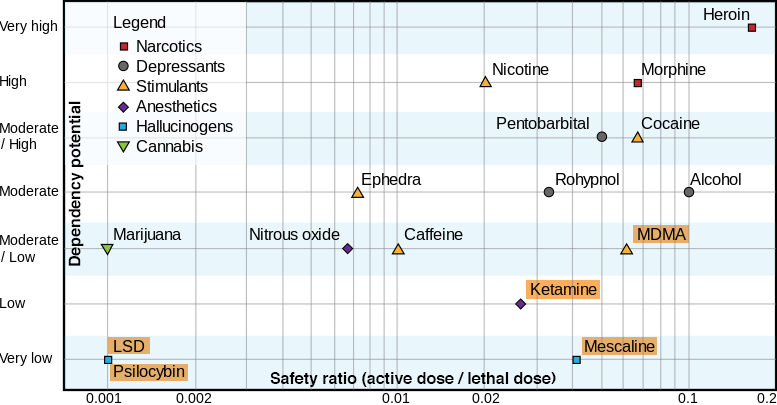 Legend
Narcotics
Depressants
Stimulants
Anesthetics
Hallucinogens
Cannabis
Dependency potential
Very high
High
Moderate
/ High
Moderate
Moderate
/ Low
Low
Very low
Heroin
Nicotine
Morphine
Pentobarbital
Cocaine
Ephedra
Rohypnol
Alcohol
Marijuana
Nitrous oxide
Caffeine
MDMA
Ketamine
LSD
Mescaline
Psilocybin
Safety ratio (active dose / lethal dose)
0.001
0.002
0.01
0.02
0.1
0.2